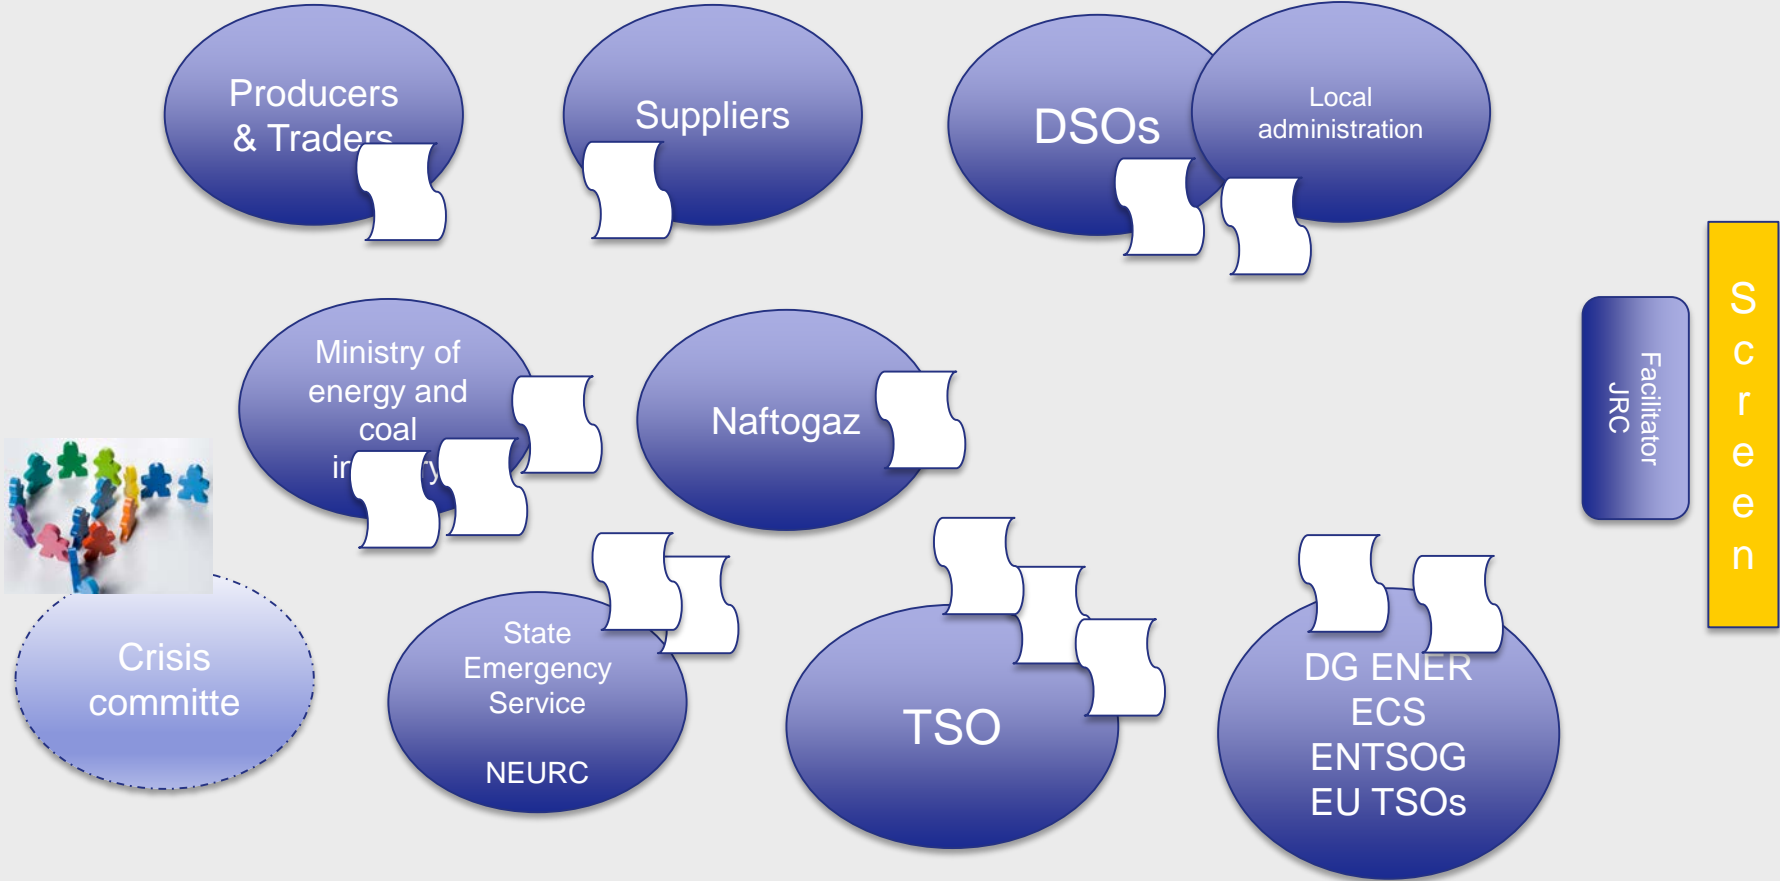 Producers
& Traders
Suppliers
DSOs
Local
administration
Ministry of
energy and
coal
Naftogaz
Facilitator
JRC
Screen
Crisis
committe
State
Emergency
Service
NEURC
TSO
DG ENER
ECS
ENTSOG
EU TSOs